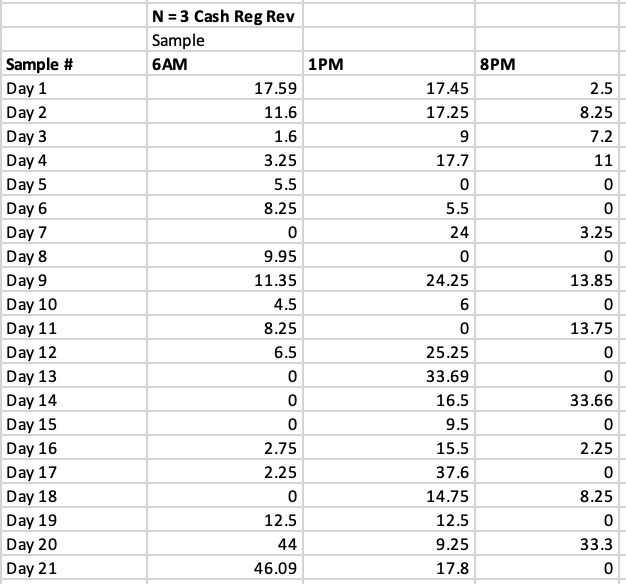 N = 3 Cash Reg Rev
Sample
Sample # 6AM 1PM 8PM
Day 1 17.59 17.45 2.5
Day 2 11.6 17.25 8.25
Day 3 1.6 9 7.2
Day 4 3.25 17.7 11
Day 5 5.5 0 0
Day 6 8.25 5.5 0
Day 7 0 24 3.25
Day 8 9.95 0 0
Day 9 11.35 24.25 13.85
Day 10 4.5 6 0
Day 11 8.25 0 13.75
Day 12 6.5 25.25 0
Day 13 0 33.69 0
Day 14 0 16.5 33.66
Day 15 0 9.5 0
Day 16 2.75 15.5 2.25
Day 17 2.25 37.6 0
Day 18 0 14.75 8.25
Day 19 12.5 12.5 0
Day 20 44 9.25 33.3
Day 21 46.09 17.8 0